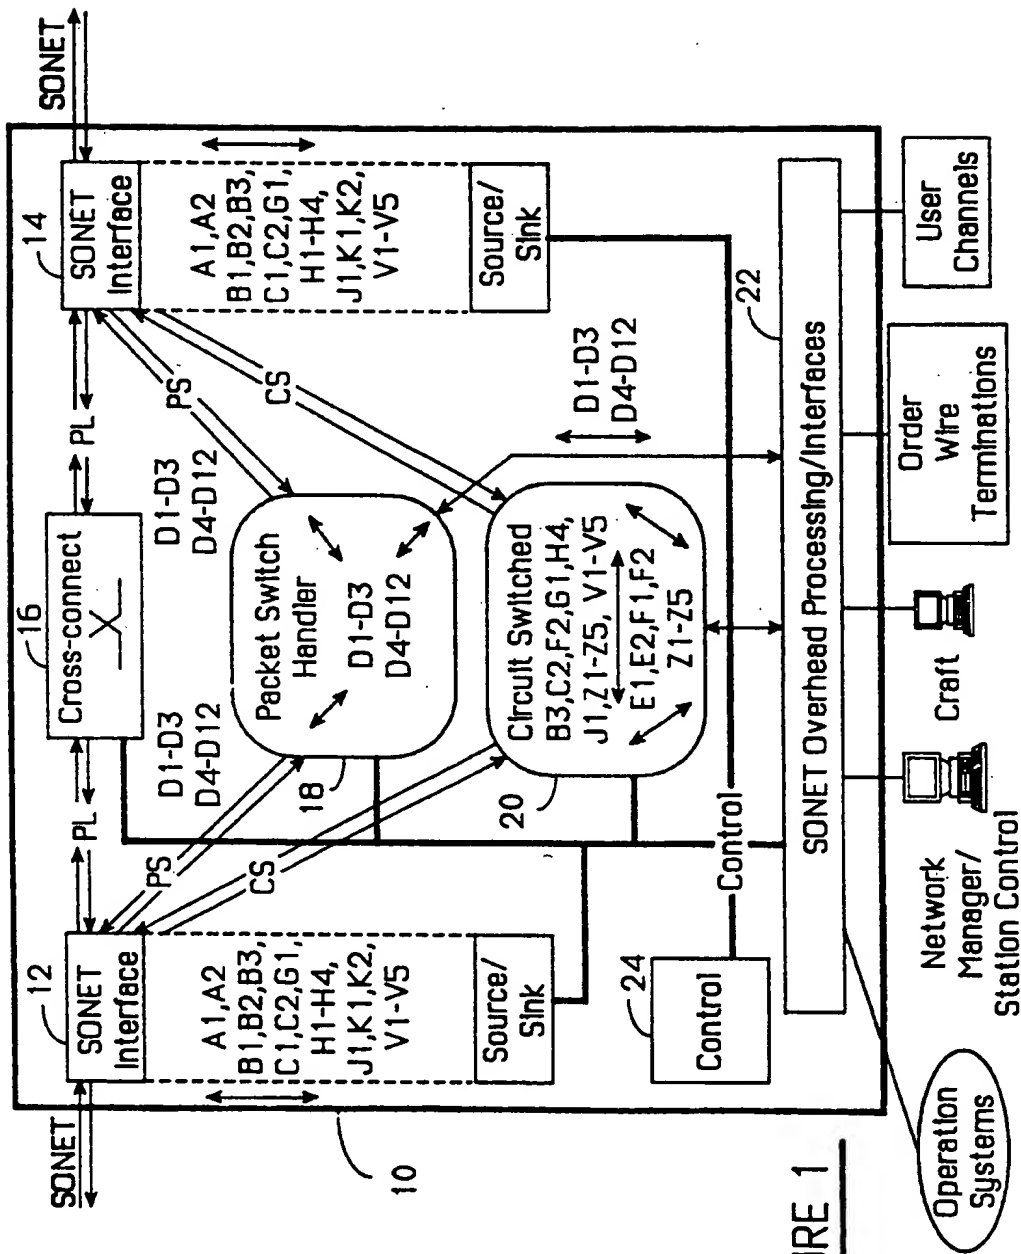 SONET
SONET
12
SONET
Interface
A1,A2
B1,B2,B3,
C1,C2,G1,
H1-H4,
J1,K1,K2,
V1-V5
Source/
Sink
PL
16
Cross-connect
PL
14
SONET
Interface
A1,A2
B1,B2,B3,
C1,C2,G1,
H1-H4,
J1,K1,K2,
V1-V5
Source/
Sink
D1-D3
D4-D12
D1-D3
D4-D12
PS
CS
PS
CS
18
Packet Switch
Handler
D1-D3
D4-D12
20
Circuit Switched
B3,C2,F2,G1,H4,
J1,Z1-Z5, V1-V5
E1,E2,F1,F2
Z1-Z5
D1-D3
D4-D12
10
24
Control
Control
22
SONET Overhead Processing/Interfaces
Operation
Systems
Network
Manager/
Station Control
Craft
Order
Wire
Terminations
User
Channels
URE 1